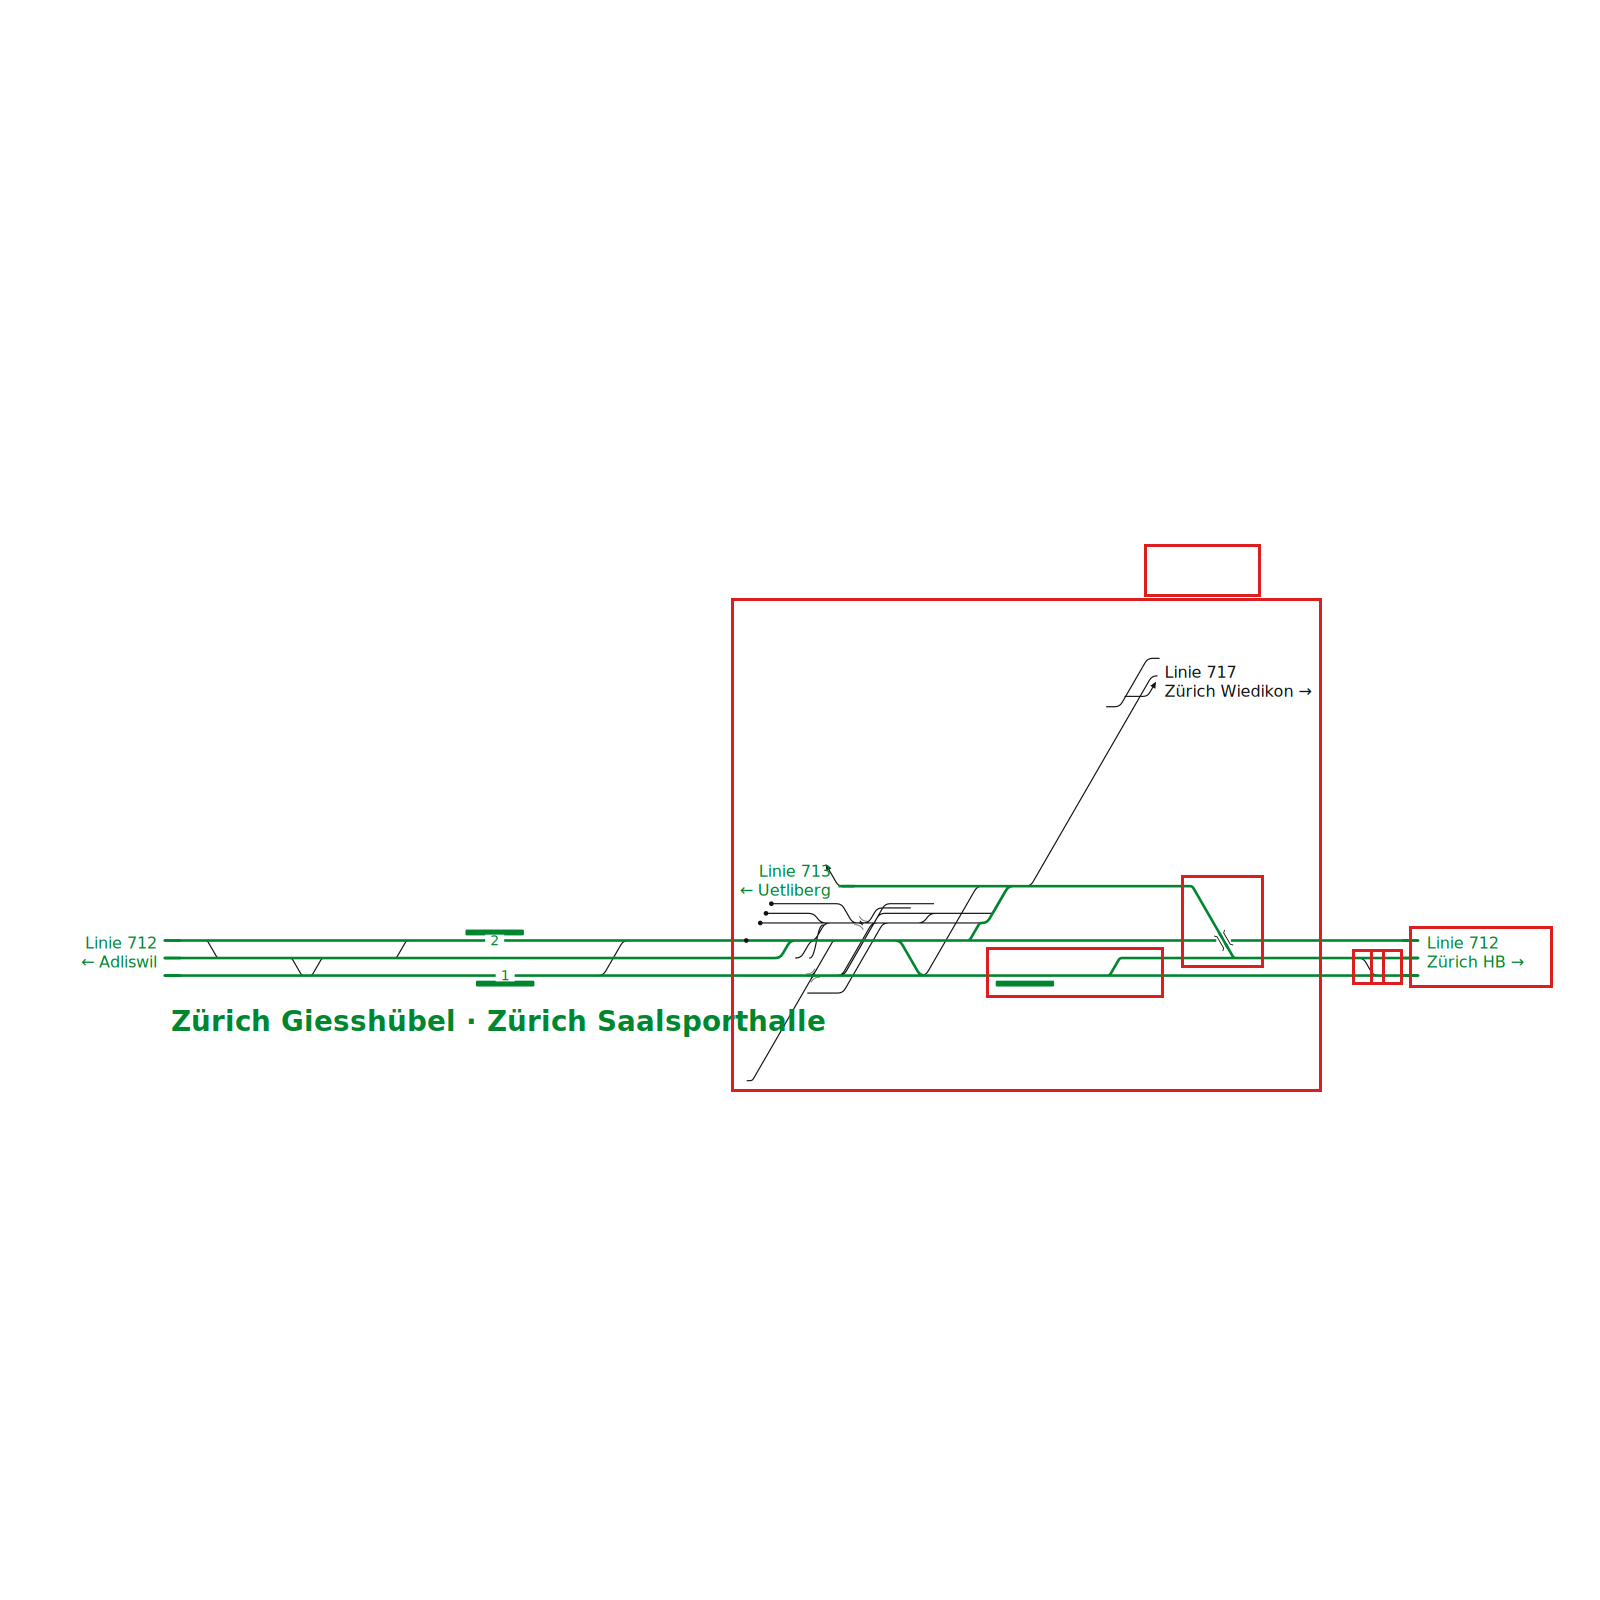 Linie 717
Zürich Wiedikon →
Linie 713
← Uetliberg
Linie 712
← Adliswil
2
1
Linie 712
Zürich HB →
Zürich Giesshübel · Zürich Saalsporthalle